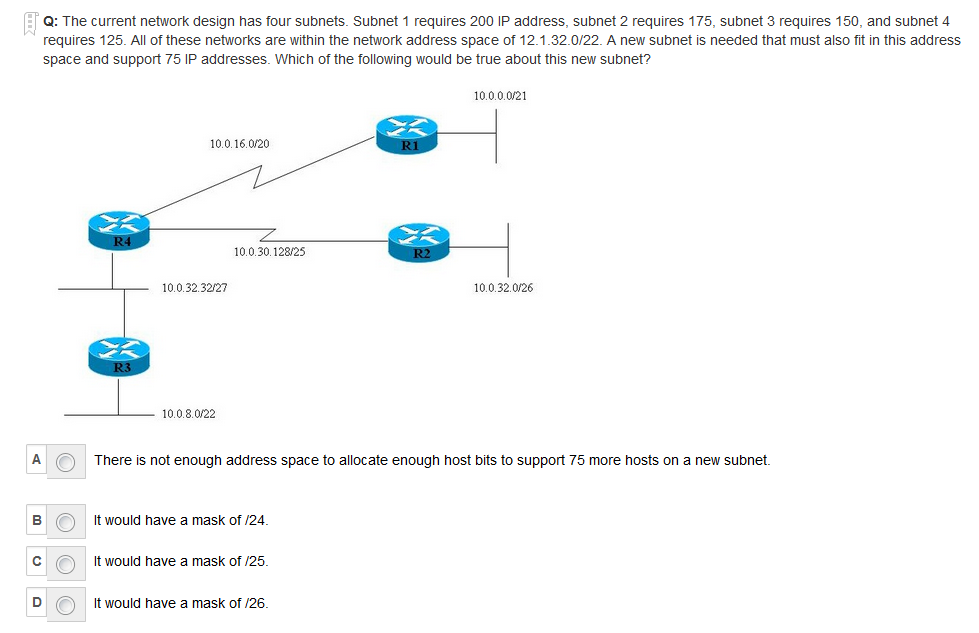 Q: The current network design has four subnets. Subnet 1 requires 200 IP address, subnet 2 requires 175, subnet 3 requires 150, and subnet 4
requires 125. All of these networks are within the network address space of 12.1.32.0/22. A new subnet is needed that must also fit in this address
space and support 75 IP addresses. Which of the following would be true about this new subnet?
10.0.0.0/21
10.0.16.0/20
R1
R4
10.0.30.128/25
R2
10.0.32.32/27
10.0.32.0/26
R3
10.0.8.0/22
A There is not enough address space to allocate enough host bits to support 75 more hosts on a new subnet.
B It would have a mask of /24.
C It would have a mask of /25.
D It would have a mask of /26.